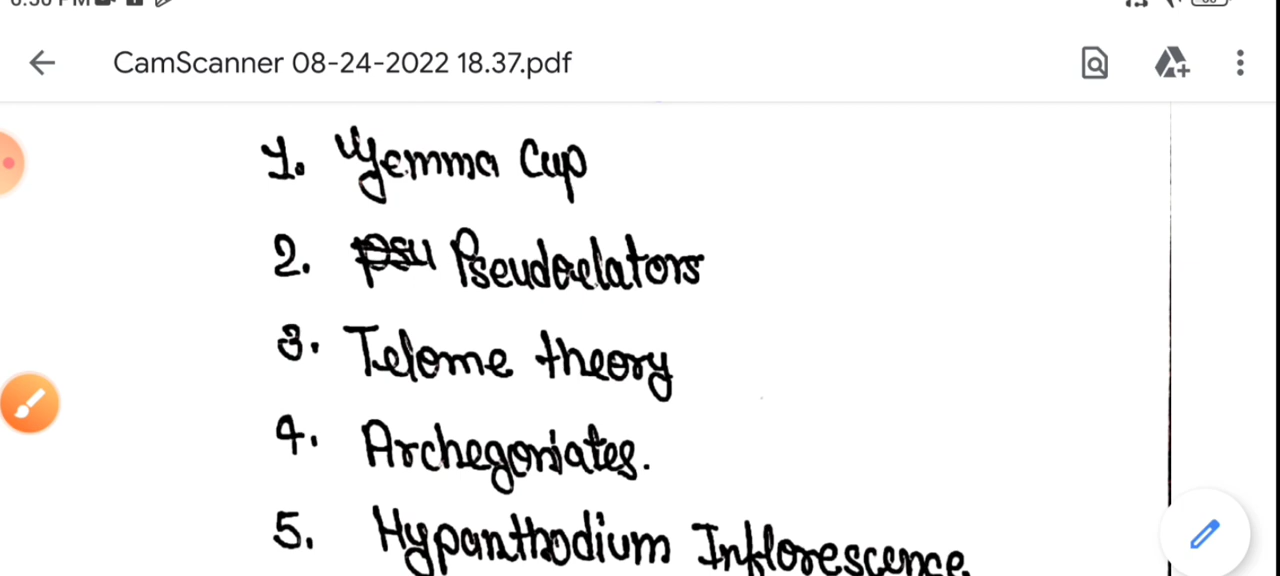 CamScanner 08-24-2022 18.37.pdf
1. Gemma Cup
2. Pseudoelators
3. Telome theory
4. Archegoniates.
5. Hypanthodium Inflorescence.